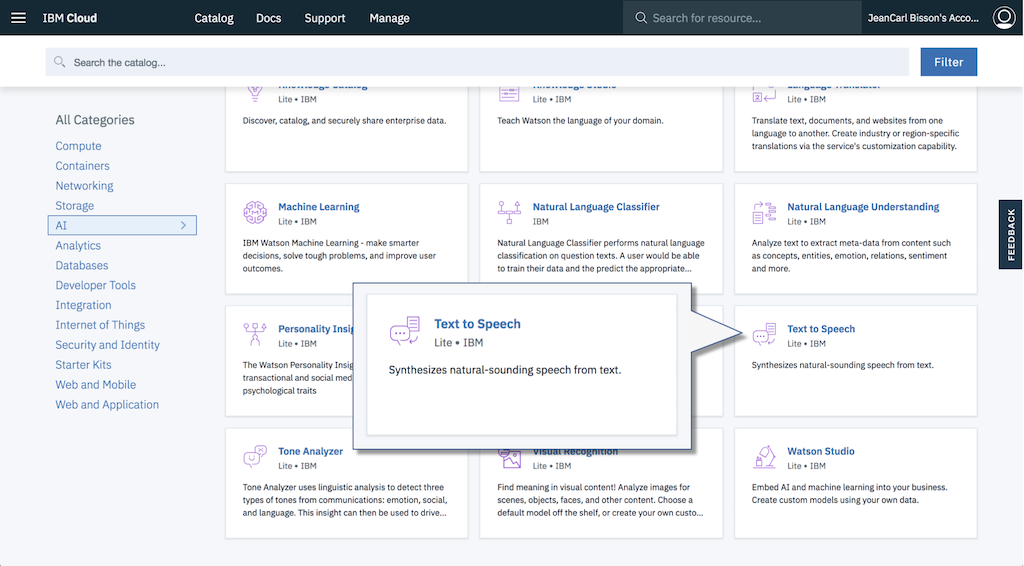 IBM Cloud
Catalog
Docs
Support
Manage
Search for resource...
JeanCarl Bisson's Acco...
Search the catalog...
Filter
All Categories
Compute
Containers
Networking
Storage
AI
Analytics
Databases
Developer Tools
Integration
Internet of Things
Security and Identity
Starter Kits
Web and Mobile
Web and Application
Knowledge Catalog
Lite • IBM
Discover, catalog, and securely share enterprise data.
Knowledge Studio
Lite • IBM
Teach Watson the language of your domain.
Language Translator
Lite • IBM
Translate text, documents, and websites from one
language to another. Create industry or region-specific
translations via the service's customization capability.
Machine Learning
Lite • IBM
IBM Watson Machine Learning - make smarter
decisions, solve tough problems, and improve user
outcomes.
Natural Language Classifier
IBM
Natural Language Classifier performs natural language
classification on question texts. A user would be able
to train their data and the predict the appropriate...
Natural Language Understanding
Lite • IBM
Analyze text to extract meta-data from content such
as concepts, entities, emotion, relations, sentiment
and more.
Personality Insig
Lite • IBM
The Watson Personality Insig
transactional and social med
psychological traits
Text to Speech
Lite • IBM
Synthesizes natural-sounding speech from text.
Text to Speech
Lite • IBM
Synthesizes natural-sounding speech from text.
Tone Analyzer
Lite • IBM
Tone Analyzer uses linguistic analysis to detect three
types of tones from communications: emotion, social,
and language. This insight can then be used to drive...
Visual Recognition
Lite • IBM
Find meaning in visual content! Analyze images for
scenes, objects, faces, and other content. Choose a
default model off the shelf, or create your own custo...
Watson Studio
Lite • IBM
Embed AI and machine learning into your business.
Create custom models using your own data.
FEEDBACK